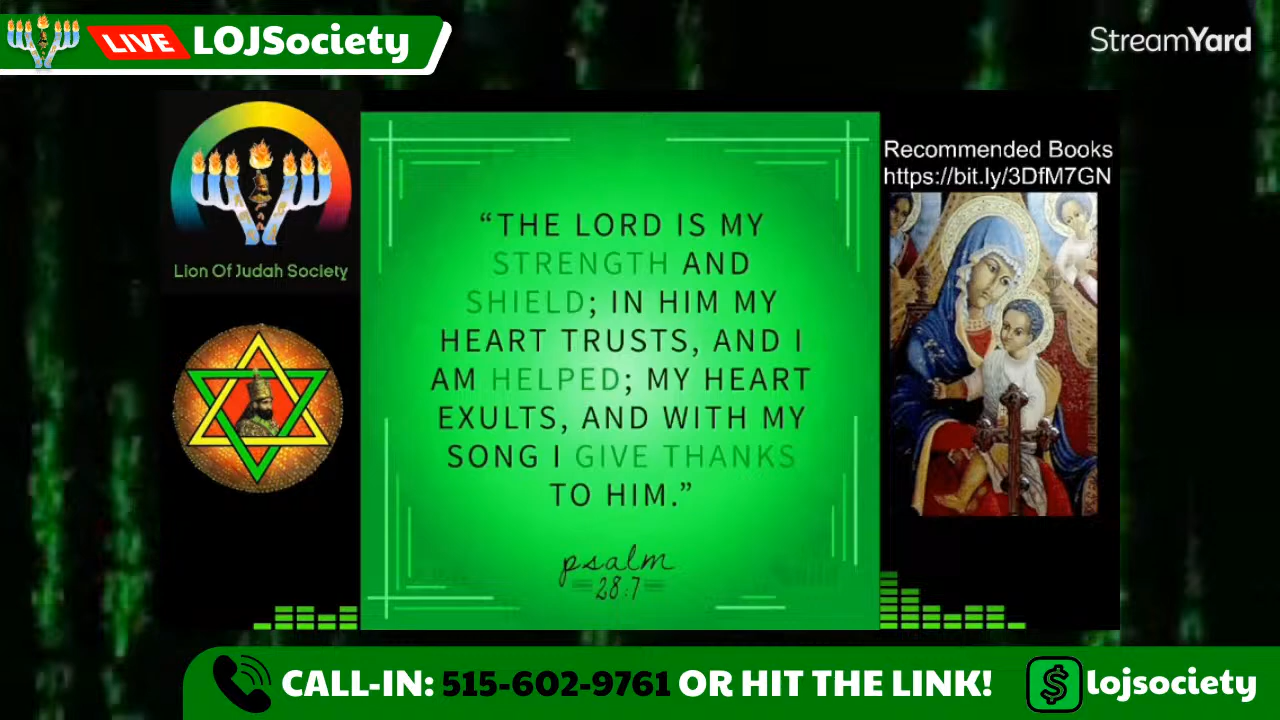 LIVE LOJSociety
StreamYard
Lion Of Judah Society
“THE LORD IS MY
STRENGTH AND
SHIELD; IN HIM MY
HEART TRUSTS, AND I
AM HELPED; MY HEART
EXULTS, AND WITH MY
SONG I GIVE THANKS
TO HIM.”
psalm
28:7
Recommended Books
https://bit.ly/3DfM7GN
CALL-IN: 515-602-9761 OR HIT THE LINK!
$ lojsociety